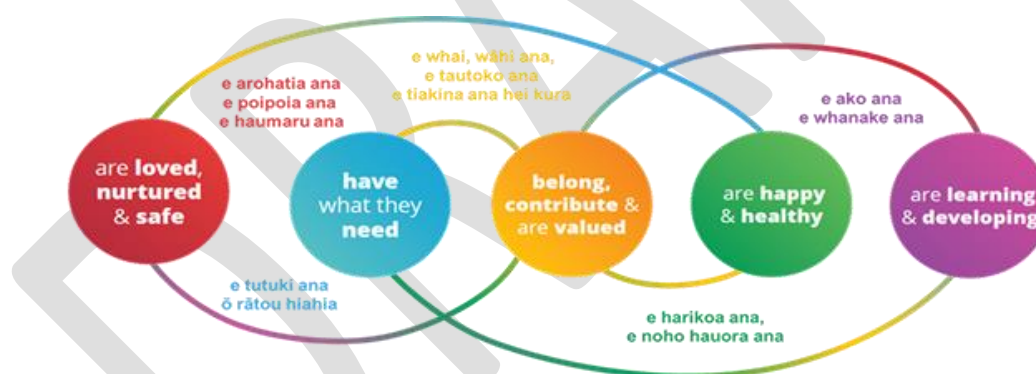 e arohatia ana
e poipoia ana
e haumaru ana
e whai, wāhi ana,
e tautoko ana
e tiakina ana hei kura
e ako ana
e whanake ana
are loved,
nurtured
& safe
have
what they
need
belong,
contribute &
are valued
are happy
& healthy
are learning
& developing
e tutuki ana
ō rātou hiahia
e harikoa ana,
e noho hauora ana
DRA